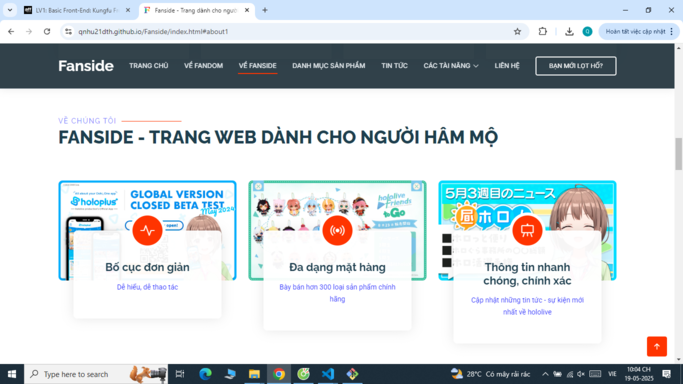 LV1: Basic Front-End: Kungfu
Fanside - Trang dành cho người
qnhu21dth.github.io/Fanside/index.html#about1
Hoàn tất việc cập nhật
Fanside
TRANG CHỦ
VỀ FANDOM
VỀ FANSIDE
DANH MỤC SẢN PHẨM
TIN TỨC
CÁC TÀI NĂNG
LIÊN HỆ
BẠN MỚI LỌT HỐ?
VỀ CHÚNG TÔI
FANSIDE - TRANG WEB DÀNH CHO NGƯỜI HÂM MỘ
holoplus
GLOBAL VERSION
CLOSED BETA TEST
May 2024
hololive
Friends
Go
5月3週目のニュース
Bố cục đơn giản
Dễ hiểu, dễ thao tác
Đa dạng mặt hàng
Bày bán hơn 300 loại sản phẩm chính
hãng
Thông tin nhanh
chóng, chính xác
Cập nhật những tin tức - sự kiện mới
nhất về hololive
Type here to search
28°C Có mây rải rác
VIE
10:04 CH
19-05-2025